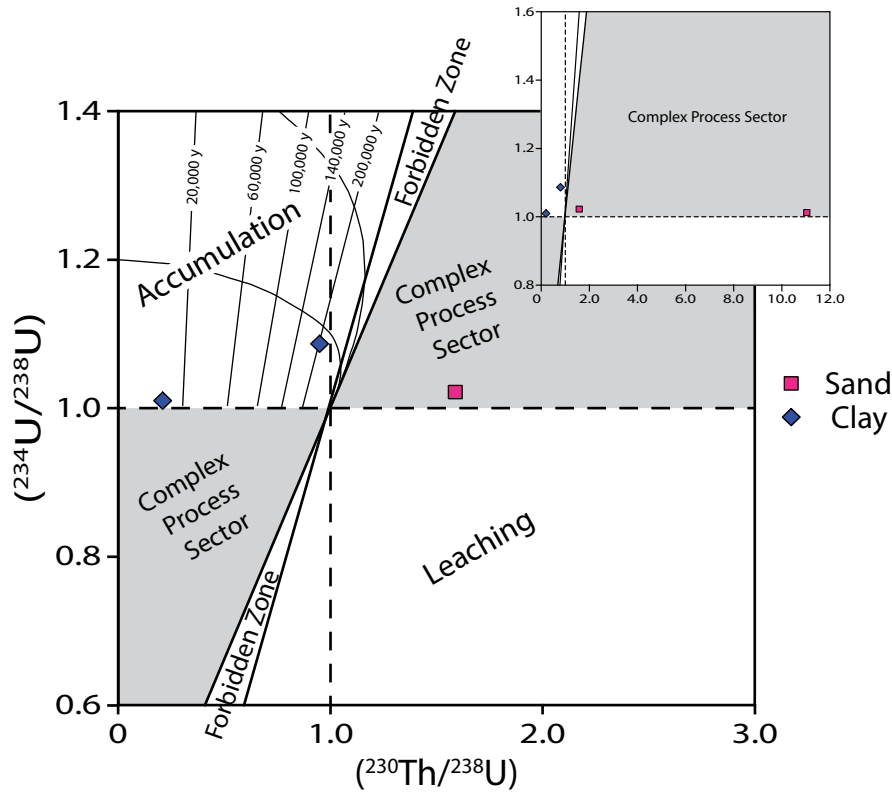 1.6
1.4
1.2
1.0
0.8
0
2.0
4.0
6.0
8.0
10.0
12.0
Complex Process Sector
1.4
1.2
1.0
0.8
0.6
0
1.0
2.0
3.0
(²³⁴U/²³⁸U)
(²³⁰Th/²³⁸U)
20,000 y
60,000 y
100,000 y
140,000 y
200,000 y
Accumulation
Forbidden Zone
Complex
Process
Sector
Complex
Process
Sector
Forbidden Zone
Leaching
Sand
Clay